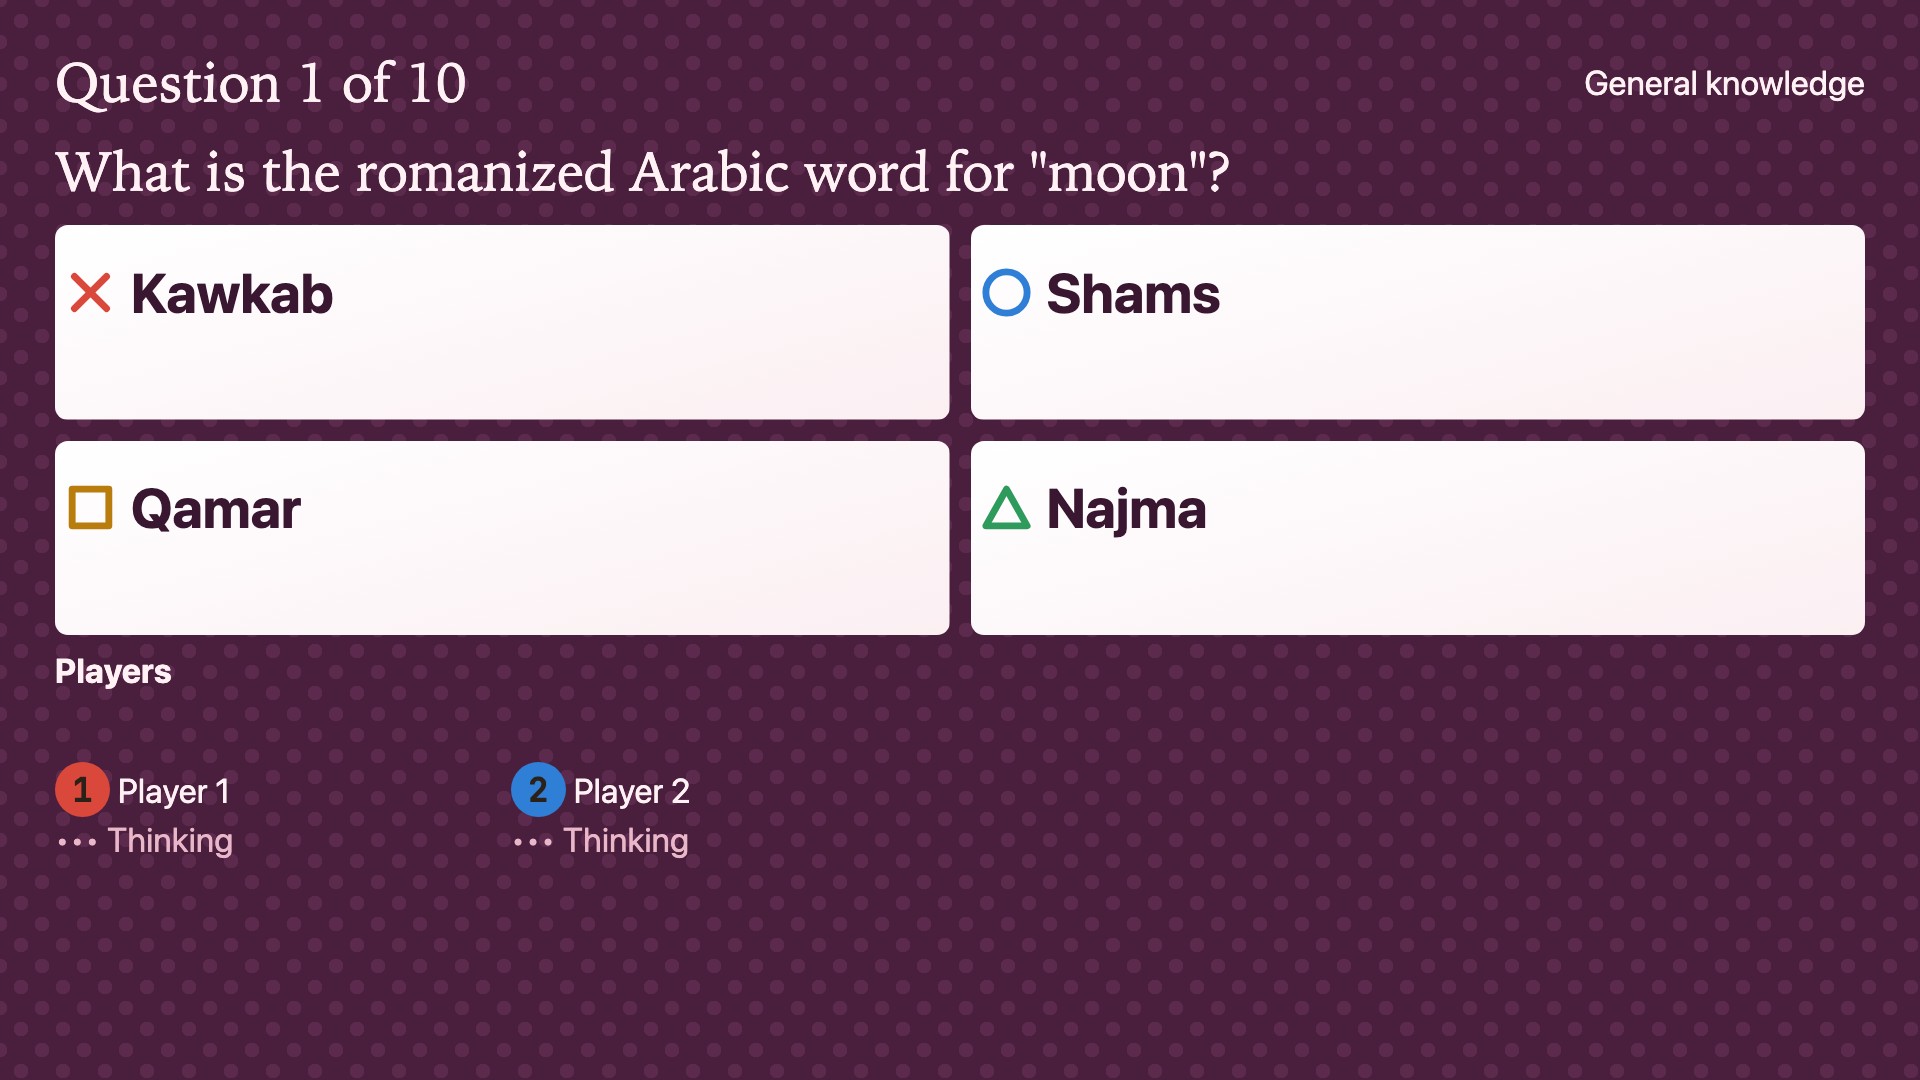 Question 1 of 10
General knowledge
What is the romanized Arabic word for "moon"?
Kawkab
Shams
Qamar
Najma
Players
1 Player 1
2 Player 2
••• Thinking
••• Thinking